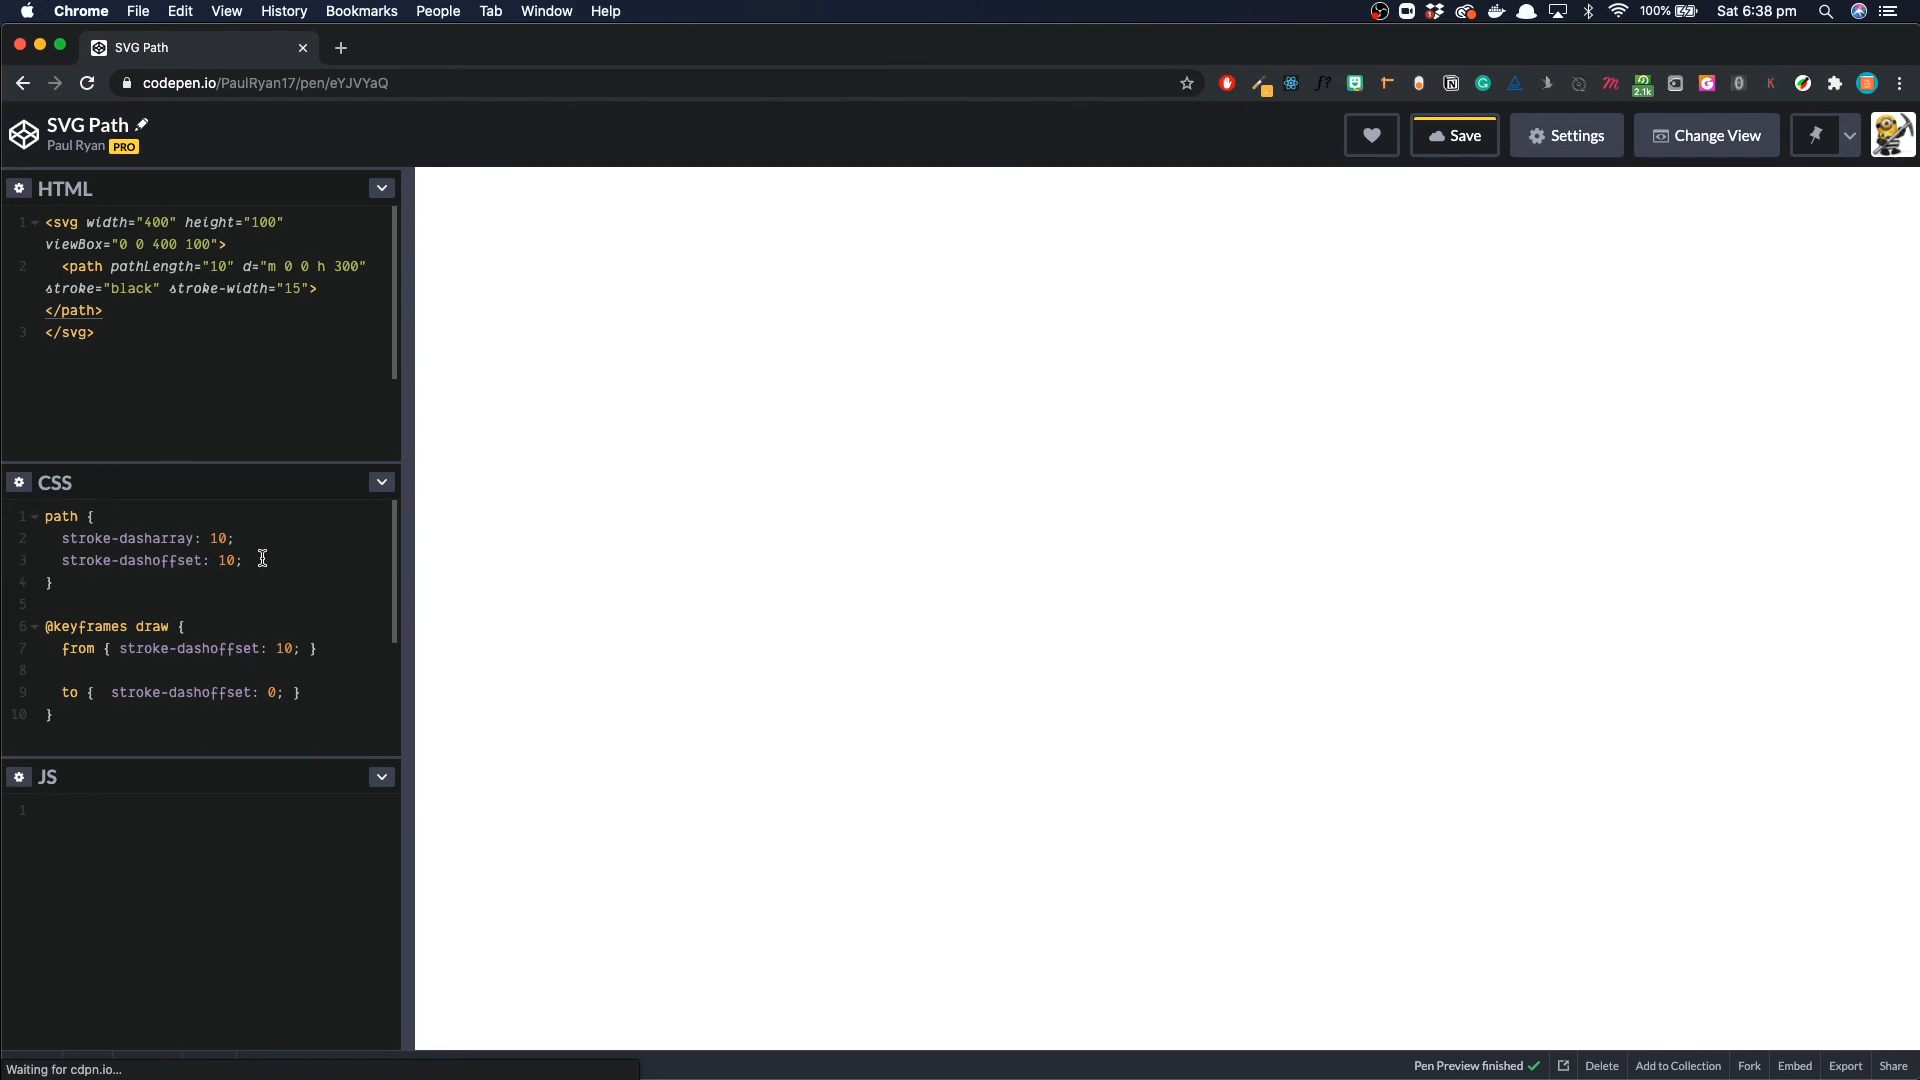 Chrome File Edit View History Bookmarks People Tab Window Help
100% Sat 6:38 pm
SVG Path
codepen.io/PaulRyan17/pen/eYJVYaQ
f?
2.1k
SVG Path
Paul Ryan PRO
Save Settings Change View
HTML
1 <svg width="400" height="100"
viewBox="0 0 400 100">
2 <path pathLength="10" d="m 0 0 h 300"
stroke="black" stroke-width="15">
</path>
3 </svg>
CSS
1 path {
2 stroke-dasharray: 10;
3 stroke-dashoffset: 10;
4 }
5
6 @keyframes draw {
7 from { stroke-dashoffset: 10; }
8
9 to { stroke-dashoffset: 0; }
10 }
JS
1
Waiting for cdpn.io...
Pen Preview finished Delete Add to Collection Fork Embed Export Share